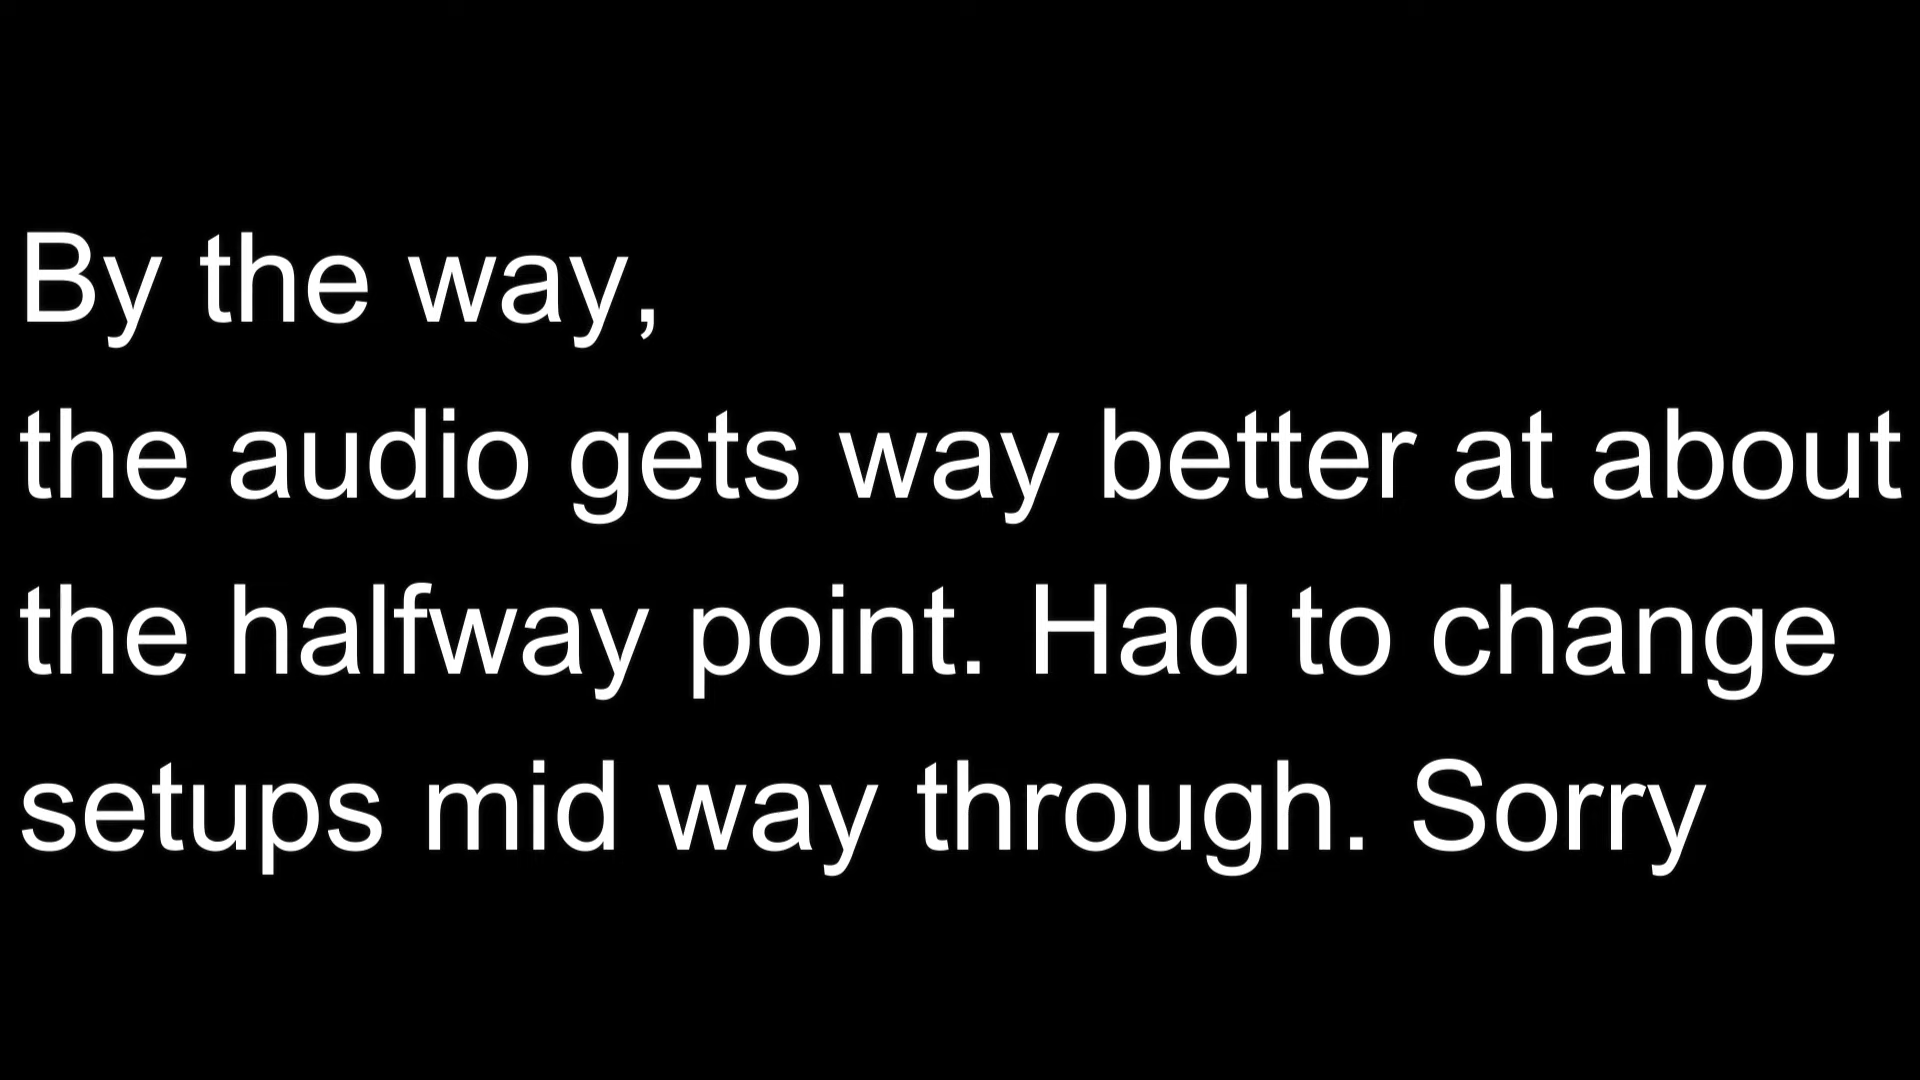 By the way,
the audio gets way better at about
the halfway point. Had to change
setups mid way through. Sorry